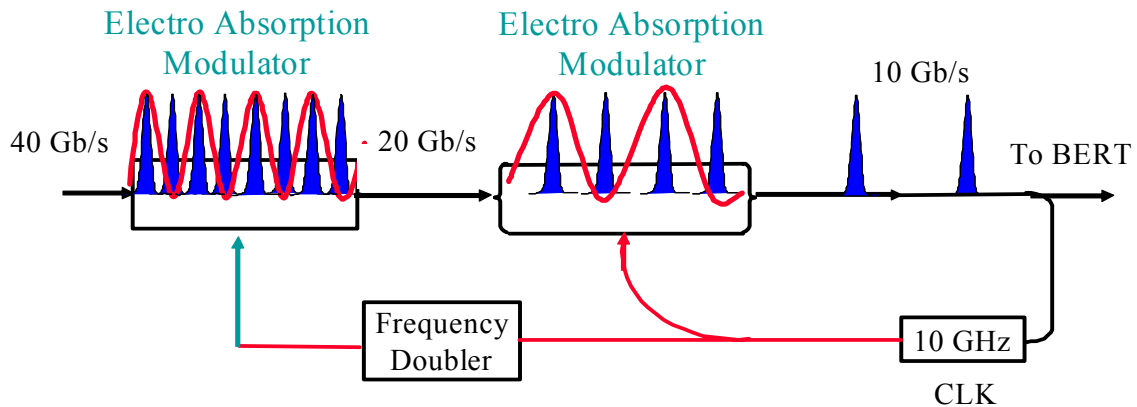 Electro Absorption
Modulator
Electro Absorption
Modulator
10 Gb/s
40 Gb/s
20 Gb/s
To BERT
Frequency
Doubler
10 GHz
CLK